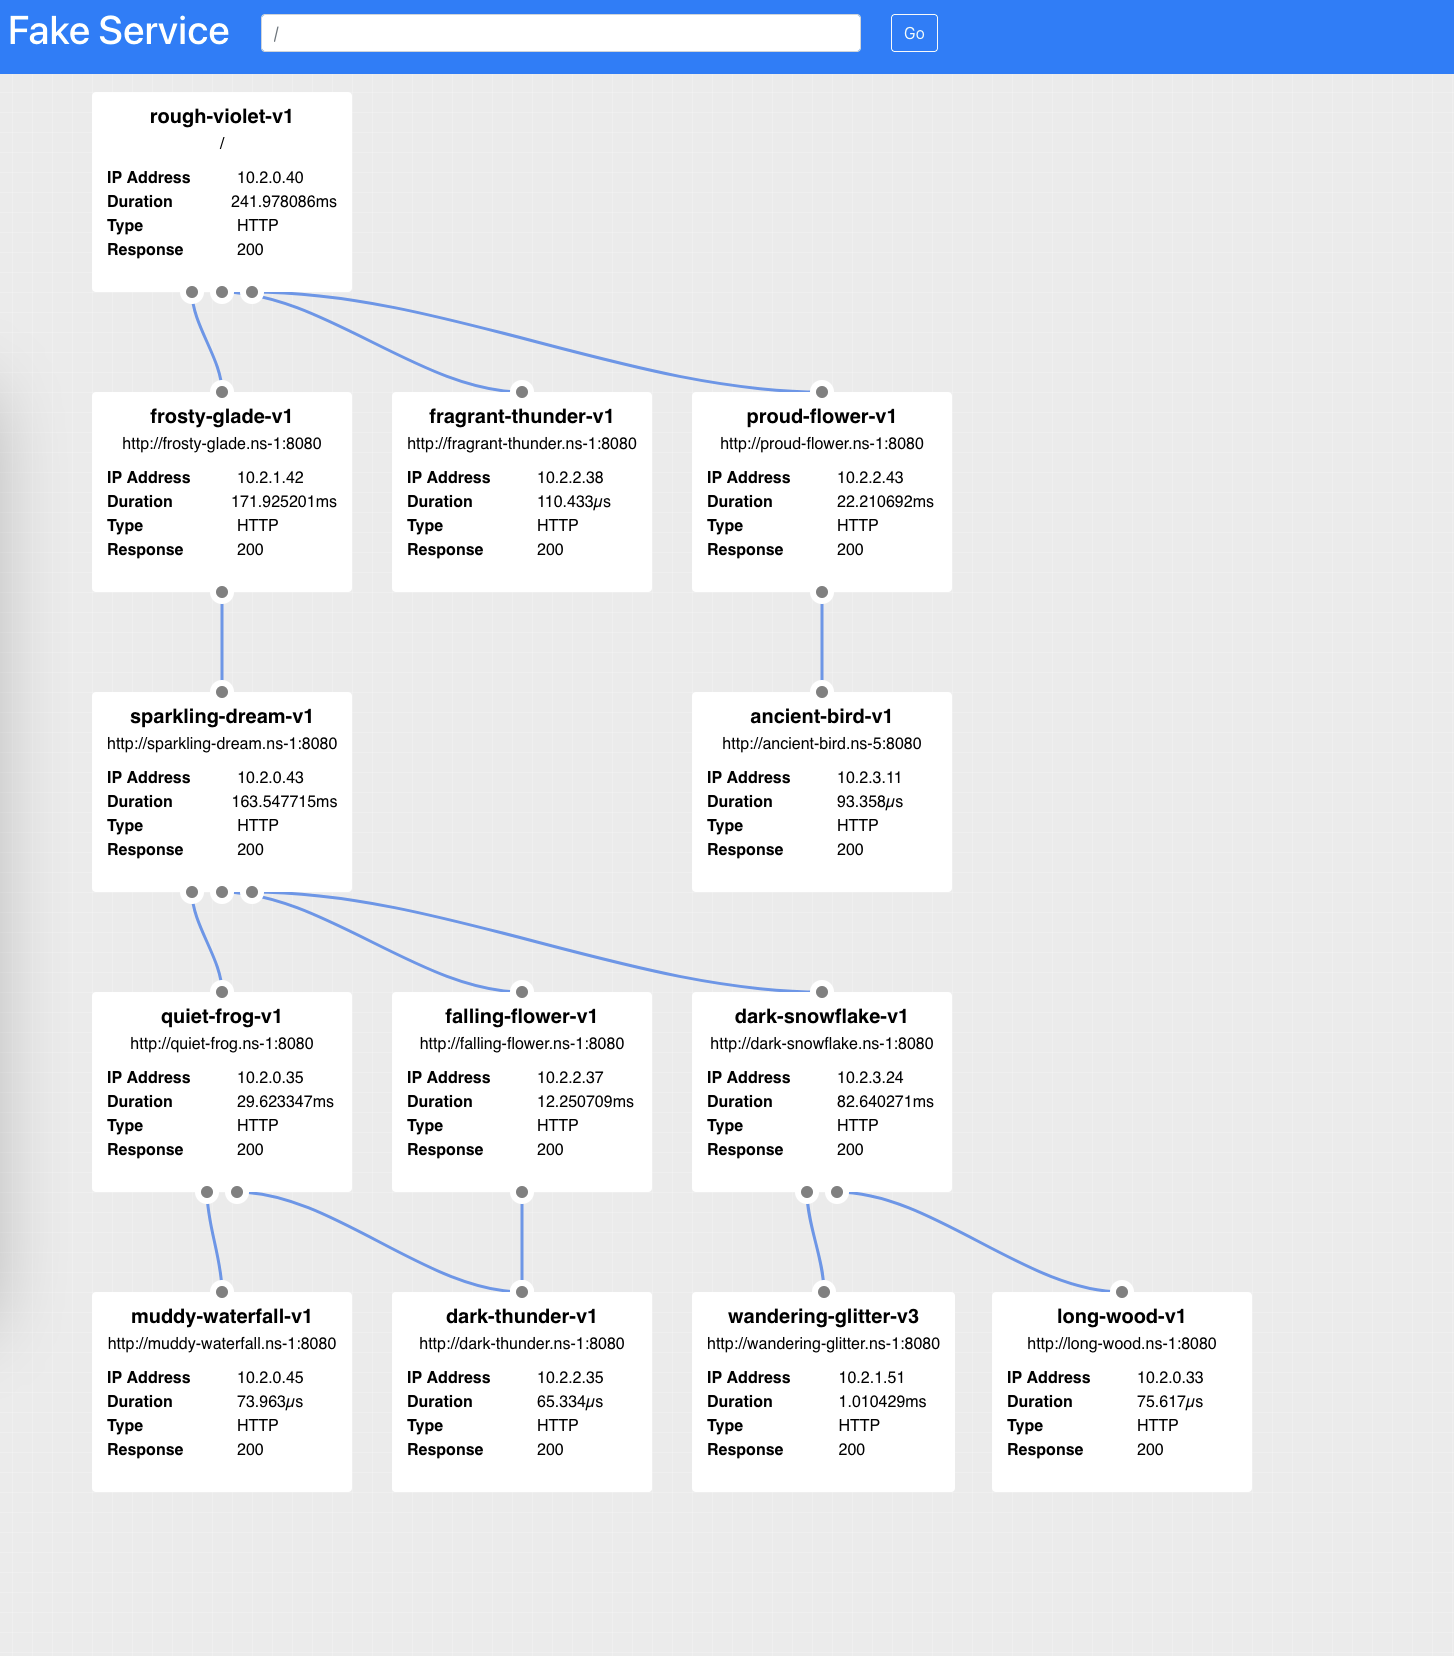 Fake Service
/
Go
rough-violet-v1
/
IP Address 10.2.0.40
Duration 241.978086ms
Type HTTP
Response 200
frosty-glade-v1
http://frosty-glade.ns-1:8080
IP Address 10.2.1.42
Duration 171.925201ms
Type HTTP
Response 200
fragrant-thunder-v1
http://fragrant-thunder.ns-1:8080
IP Address 10.2.2.38
Duration 110.433µs
Type HTTP
Response 200
proud-flower-v1
http://proud-flower.ns-1:8080
IP Address 10.2.2.43
Duration 22.210692ms
Type HTTP
Response 200
sparkling-dream-v1
http://sparkling-dream.ns-1:8080
IP Address 10.2.0.43
Duration 163.547715ms
Type HTTP
Response 200
ancient-bird-v1
http://ancient-bird.ns-5:8080
IP Address 10.2.3.11
Duration 93.358µs
Type HTTP
Response 200
quiet-frog-v1
http://quiet-frog.ns-1:8080
IP Address 10.2.0.35
Duration 29.623347ms
Type HTTP
Response 200
falling-flower-v1
http://falling-flower.ns-1:8080
IP Address 10.2.2.37
Duration 12.250709ms
Type HTTP
Response 200
dark-snowflake-v1
http://dark-snowflake.ns-1:8080
IP Address 10.2.3.24
Duration 82.640271ms
Type HTTP
Response 200
muddy-waterfall-v1
http://muddy-waterfall.ns-1:8080
IP Address 10.2.0.45
Duration 73.963µs
Type HTTP
Response 200
dark-thunder-v1
http://dark-thunder.ns-1:8080
IP Address 10.2.2.35
Duration 65.334µs
Type HTTP
Response 200
wandering-glitter-v3
http://wandering-glitter.ns-1:8080
IP Address 10.2.1.51
Duration 1.010429ms
Type HTTP
Response 200
long-wood-v1
http://long-wood.ns-1:8080
IP Address 10.2.0.33
Duration 75.617µs
Type HTTP
Response 200